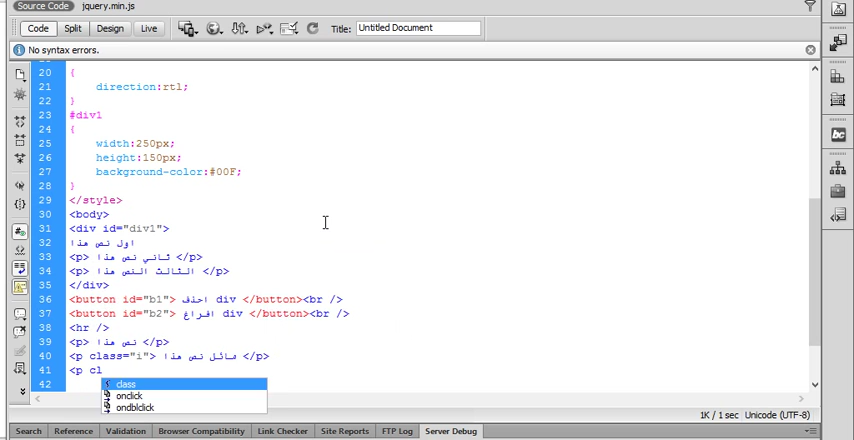 Source Code jquery.min.js
Code Split Design Live Title: Untitled Document
No syntax errors.
20 {
21 direction:rtl;
22 }
23 #div1
24 {
25 width:250px;
26 height:150px;
27 background-color:#00F;
28 }
29 </style>
30 <body>
31 <div id="div1">
32 هذا نص اول
33 <p> هذا نص ثاني </p>
34 <p> هذا النص الثالث </p>
35 </div>
36 <button id="b1"> احذف div </button><br />
37 <button id="b2"> افراغ div </button><br />
38 <hr />
39 <p> هذا نص </p>
40 <p class="i"> هذا نص مائل </p>
41 <p cl
class
42 onclick
ondblclick
1K / 1 sec Unicode (UTF-8)
Search Reference Validation Browser Compatibility Link Checker Site Reports FTP Log Server Debug